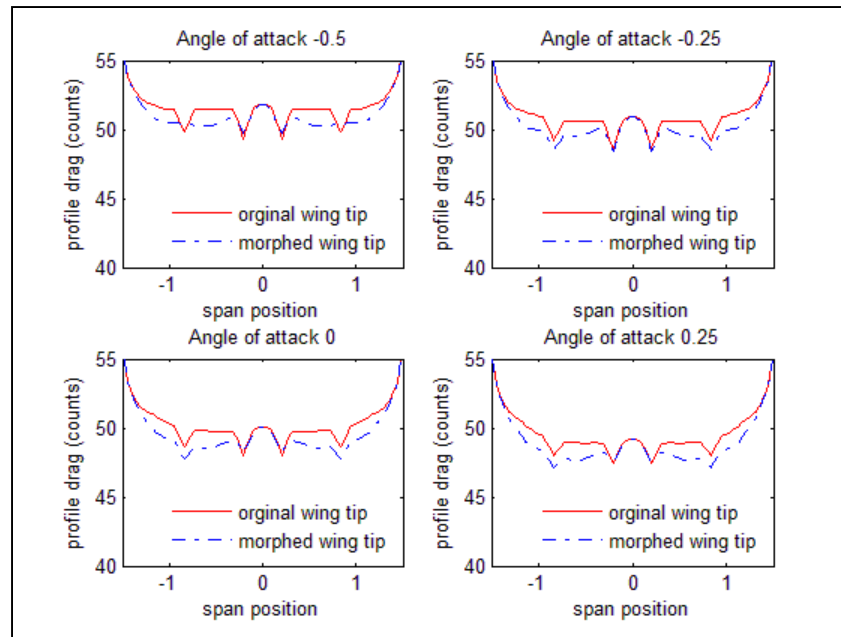 Angle of attack -0.5
55
50
45
40
profile drag (counts)
orginal wing tip
morphed wing tip
-1 0 1
span position
Angle of attack -0.25
55
50
45
40
profile drag (counts)
orginal wing tip
morphed wing tip
-1 0 1
span position
Angle of attack 0
55
50
45
40
profile drag (counts)
orginal wing tip
morphed wing tip
-1 0 1
span position
Angle of attack 0.25
55
50
45
40
profile drag (counts)
orginal wing tip
morphed wing tip
-1 0 1
span position